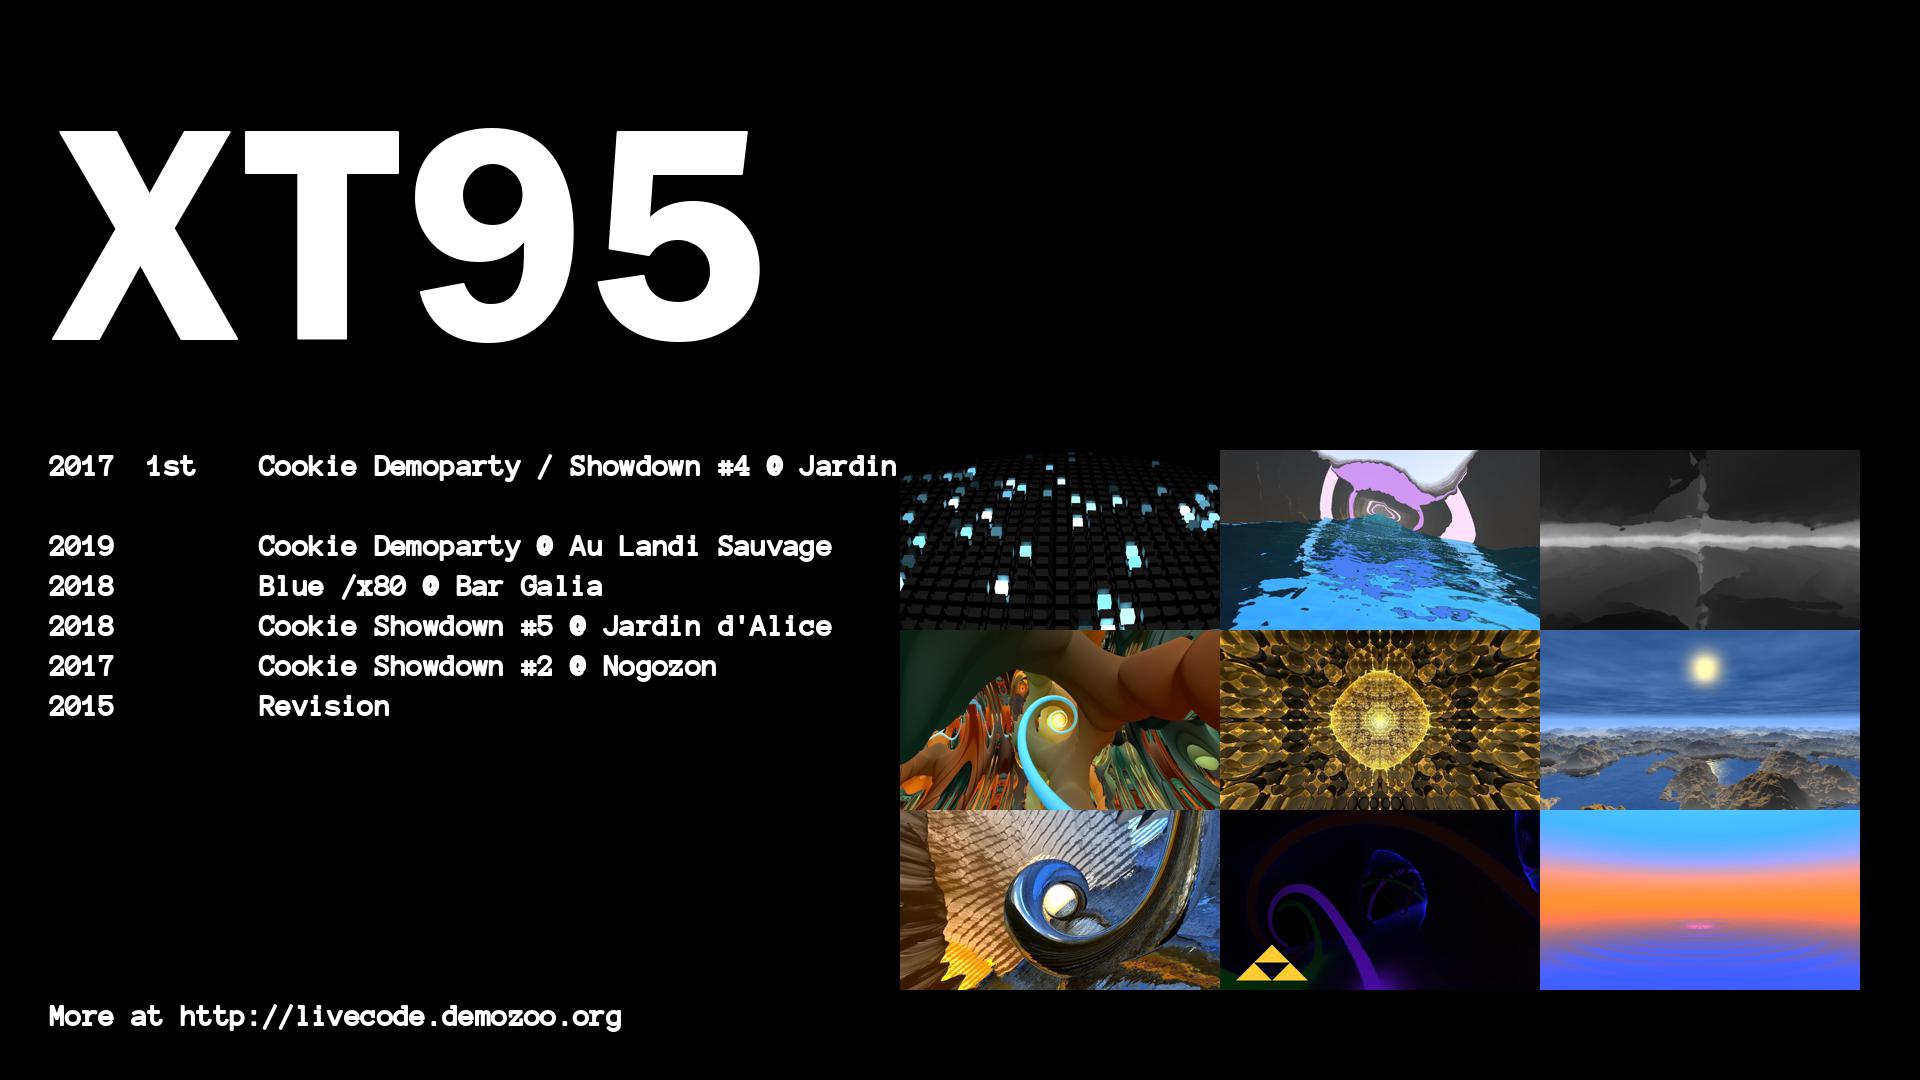 XT95
2017 1st Cookie Demoparty / Showdown #4 @ Jardin
2019 Cookie Demoparty @ Au Landi Sauvage
2018 Blue /x80 @ Bar Galia
2018 Cookie Showdown #5 @ Jardin d'Alice
2017 Cookie Showdown #2 @ Nogozon
2015 Revision
More at http://livecode.demozoo.org